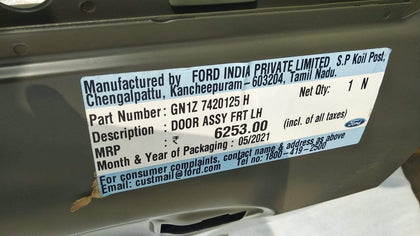 Manufactured by FORD INDIA PRIVATE LIMITED, S.P Koil Post,
Chengalpattu, Kancheepuram - 603204, Tamil Nadu.
Part Number : GN1Z 7420125 H Net Qty: 1 N
Description : DOOR ASSY FRT LH
MRP : ₹ 6253.00 (incl. of all taxes)
Month & Year of Packaging : 05/2021
For consumer complaints, contact address as above
Email: custmail@ford.com Tel no: 1800-419-2500
Ford